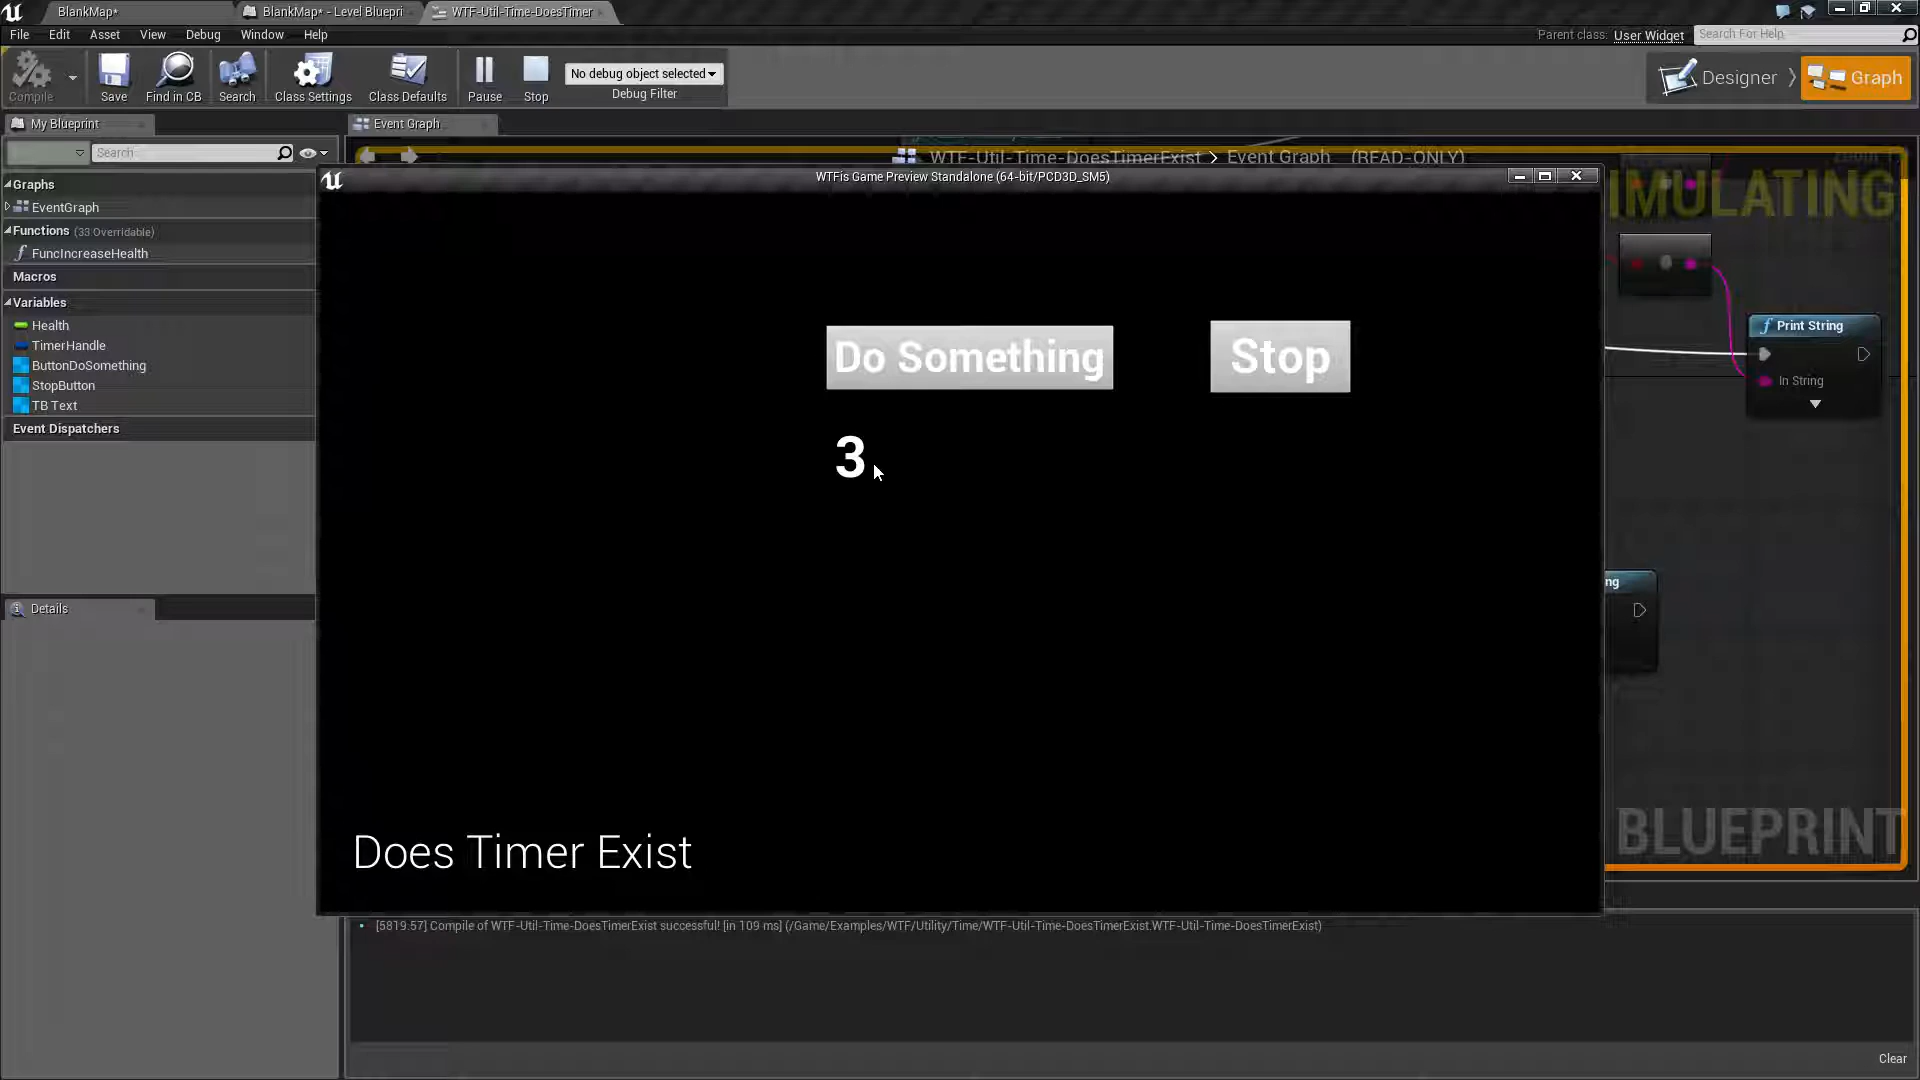 BlankMap*
BlankMap* - Level Bluepri
WTF-Util-Time-DoesTimer
File Edit Asset View Debug Window Help
Parent class: User Widget
Search For Help
Compile
Save
Find in CB
Search
Class Settings
Class Defaults
Pause
Stop
No debug object selected
Debug Filter
Designer
Graph
My Blueprint
Event Graph
Search
WTF-Util-Time-DoesTimerExist > Event Graph (READ-ONLY)
WTFis Game Preview Standalone (64-bit/PCD3D_SM5)
IMULATING
Graphs
EventGraph
Functions (33 Overridable)
FuncIncreaseHealth
Macros
Variables
Health
TimerHandle
ButtonDoSomething
StopButton
TB Text
Event Dispatchers
Do Something
Stop
3
Print String
In String
ng
Details
BLUEPRINT
Does Timer Exist
[5819.57] Compile of WTF-Util-Time-DoesTimerExist successful! [in 109 ms] (/Game/Examples/WTF/Utility/Time/WTF-Util-Time-DoesTimerExist.WTF-Util-Time-DoesTimerExist)
Clear